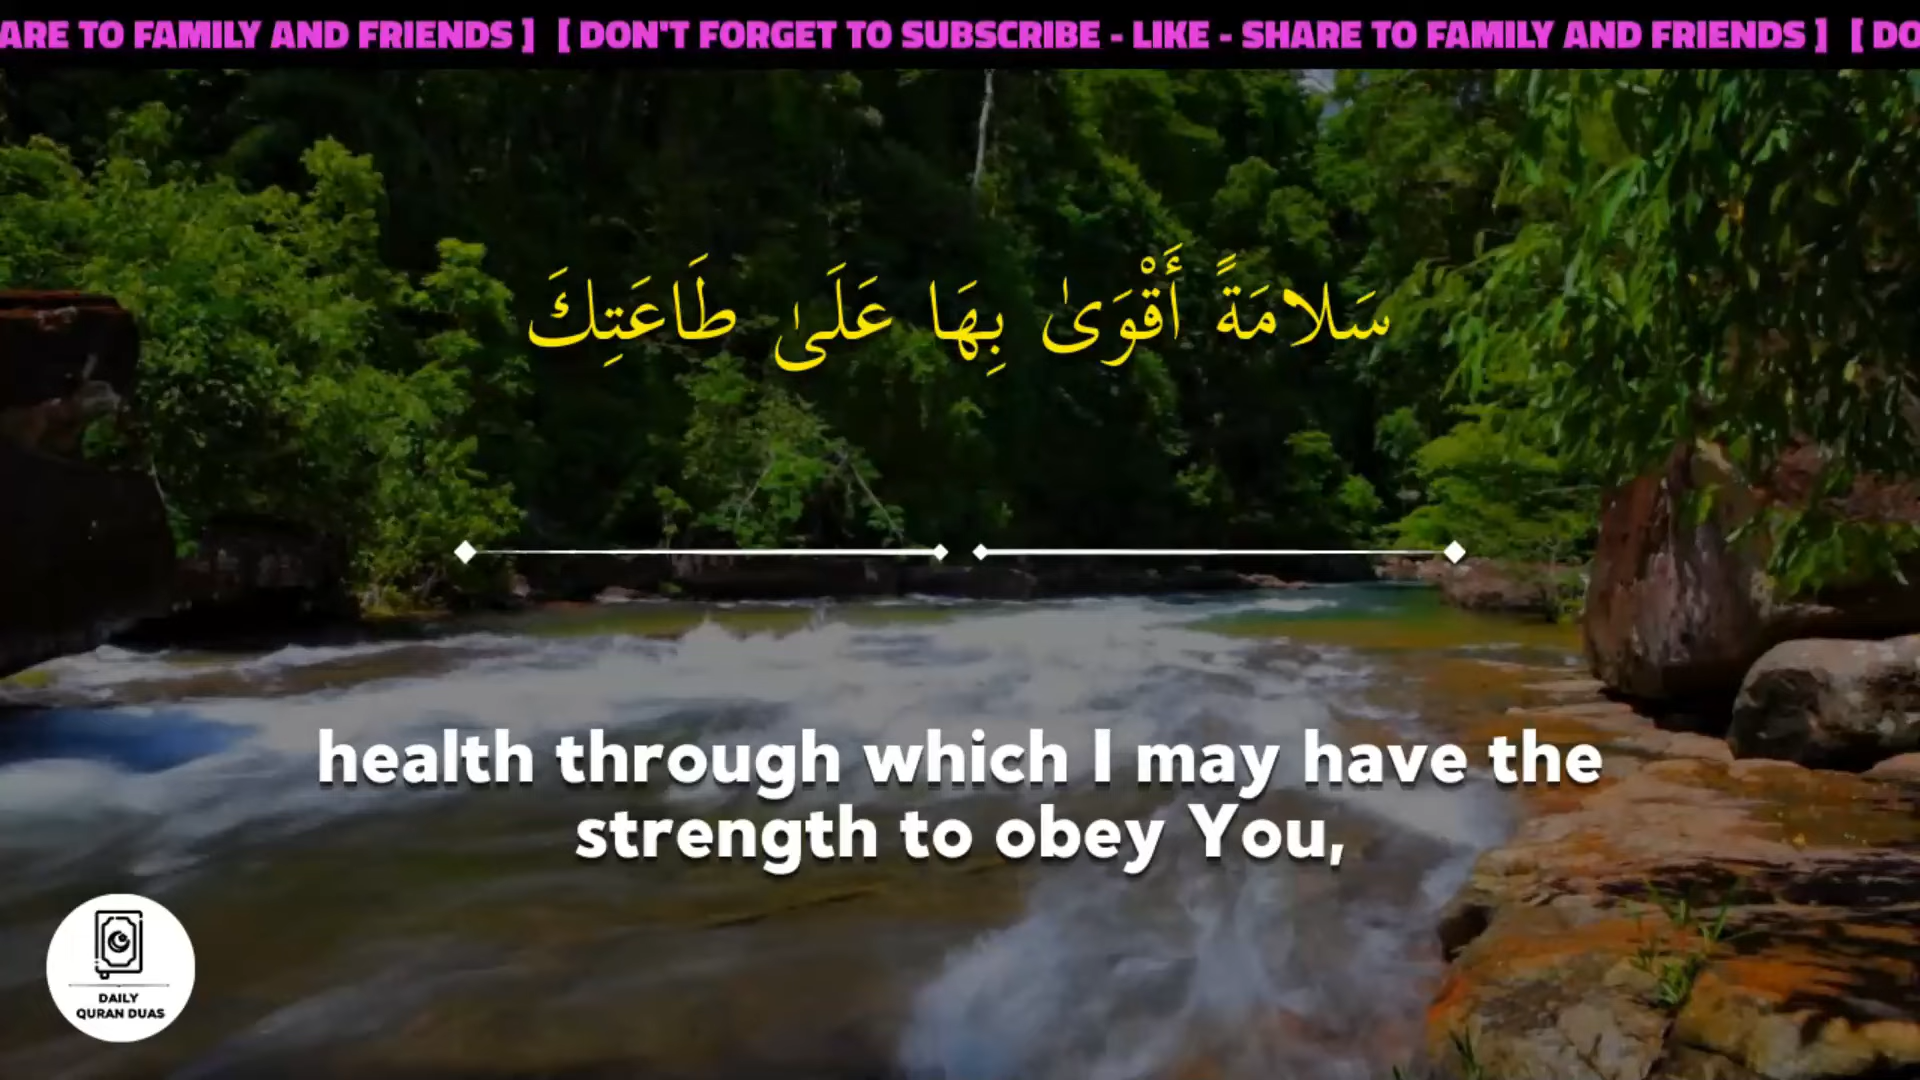 ARE TO FAMILY AND FRIENDS ] [ DON'T FORGET TO SUBSCRIBE - LIKE - SHARE TO FAMILY AND FRIENDS ] [ DO
سَلامَةً أَقْوَىٰ بِهَا عَلَىٰ طَاعَتِكَ
health through which I may have the
strength to obey You,
DAILY
QURAN DUAS